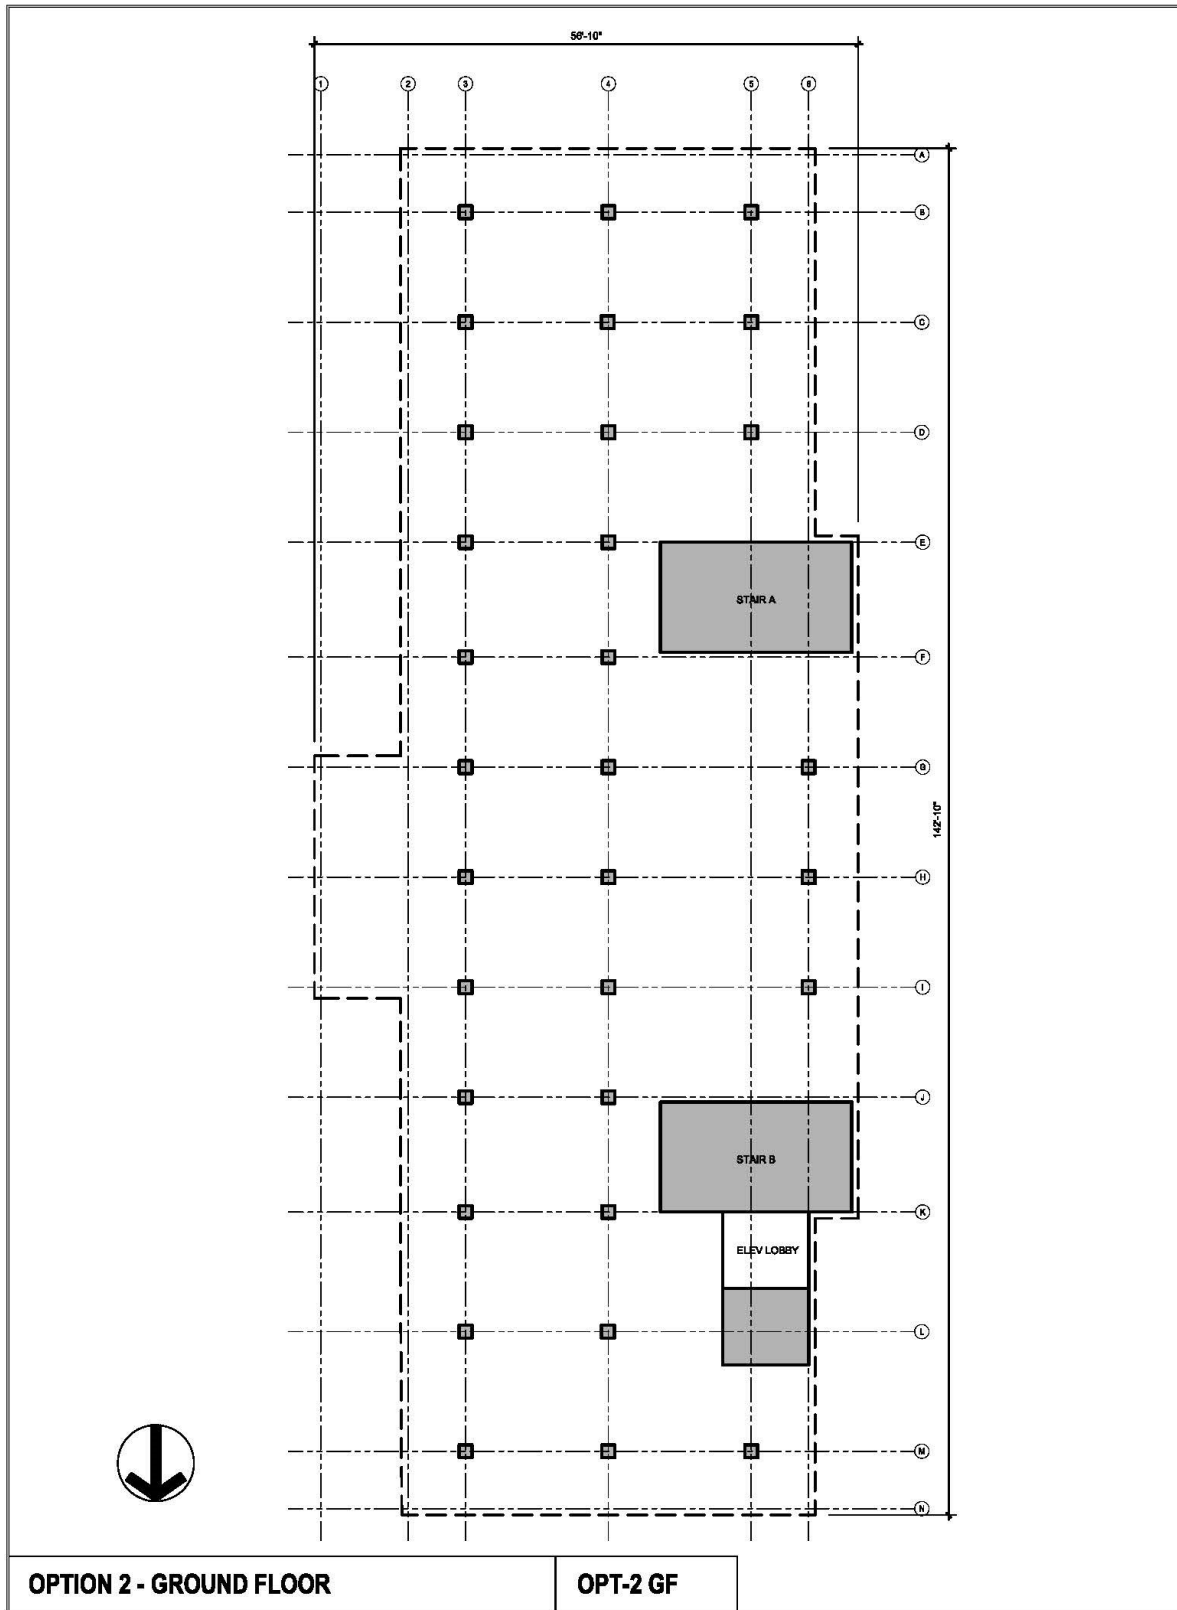 56'-10"
1 2 3 4 5 6
A
B
C
D
E
STAIR A
F
G
142'-10"
H
I
J
STAIR B
K
ELEV LOBBY
L
M
N
OPTION 2 - GROUND FLOOR
OPT-2 GF